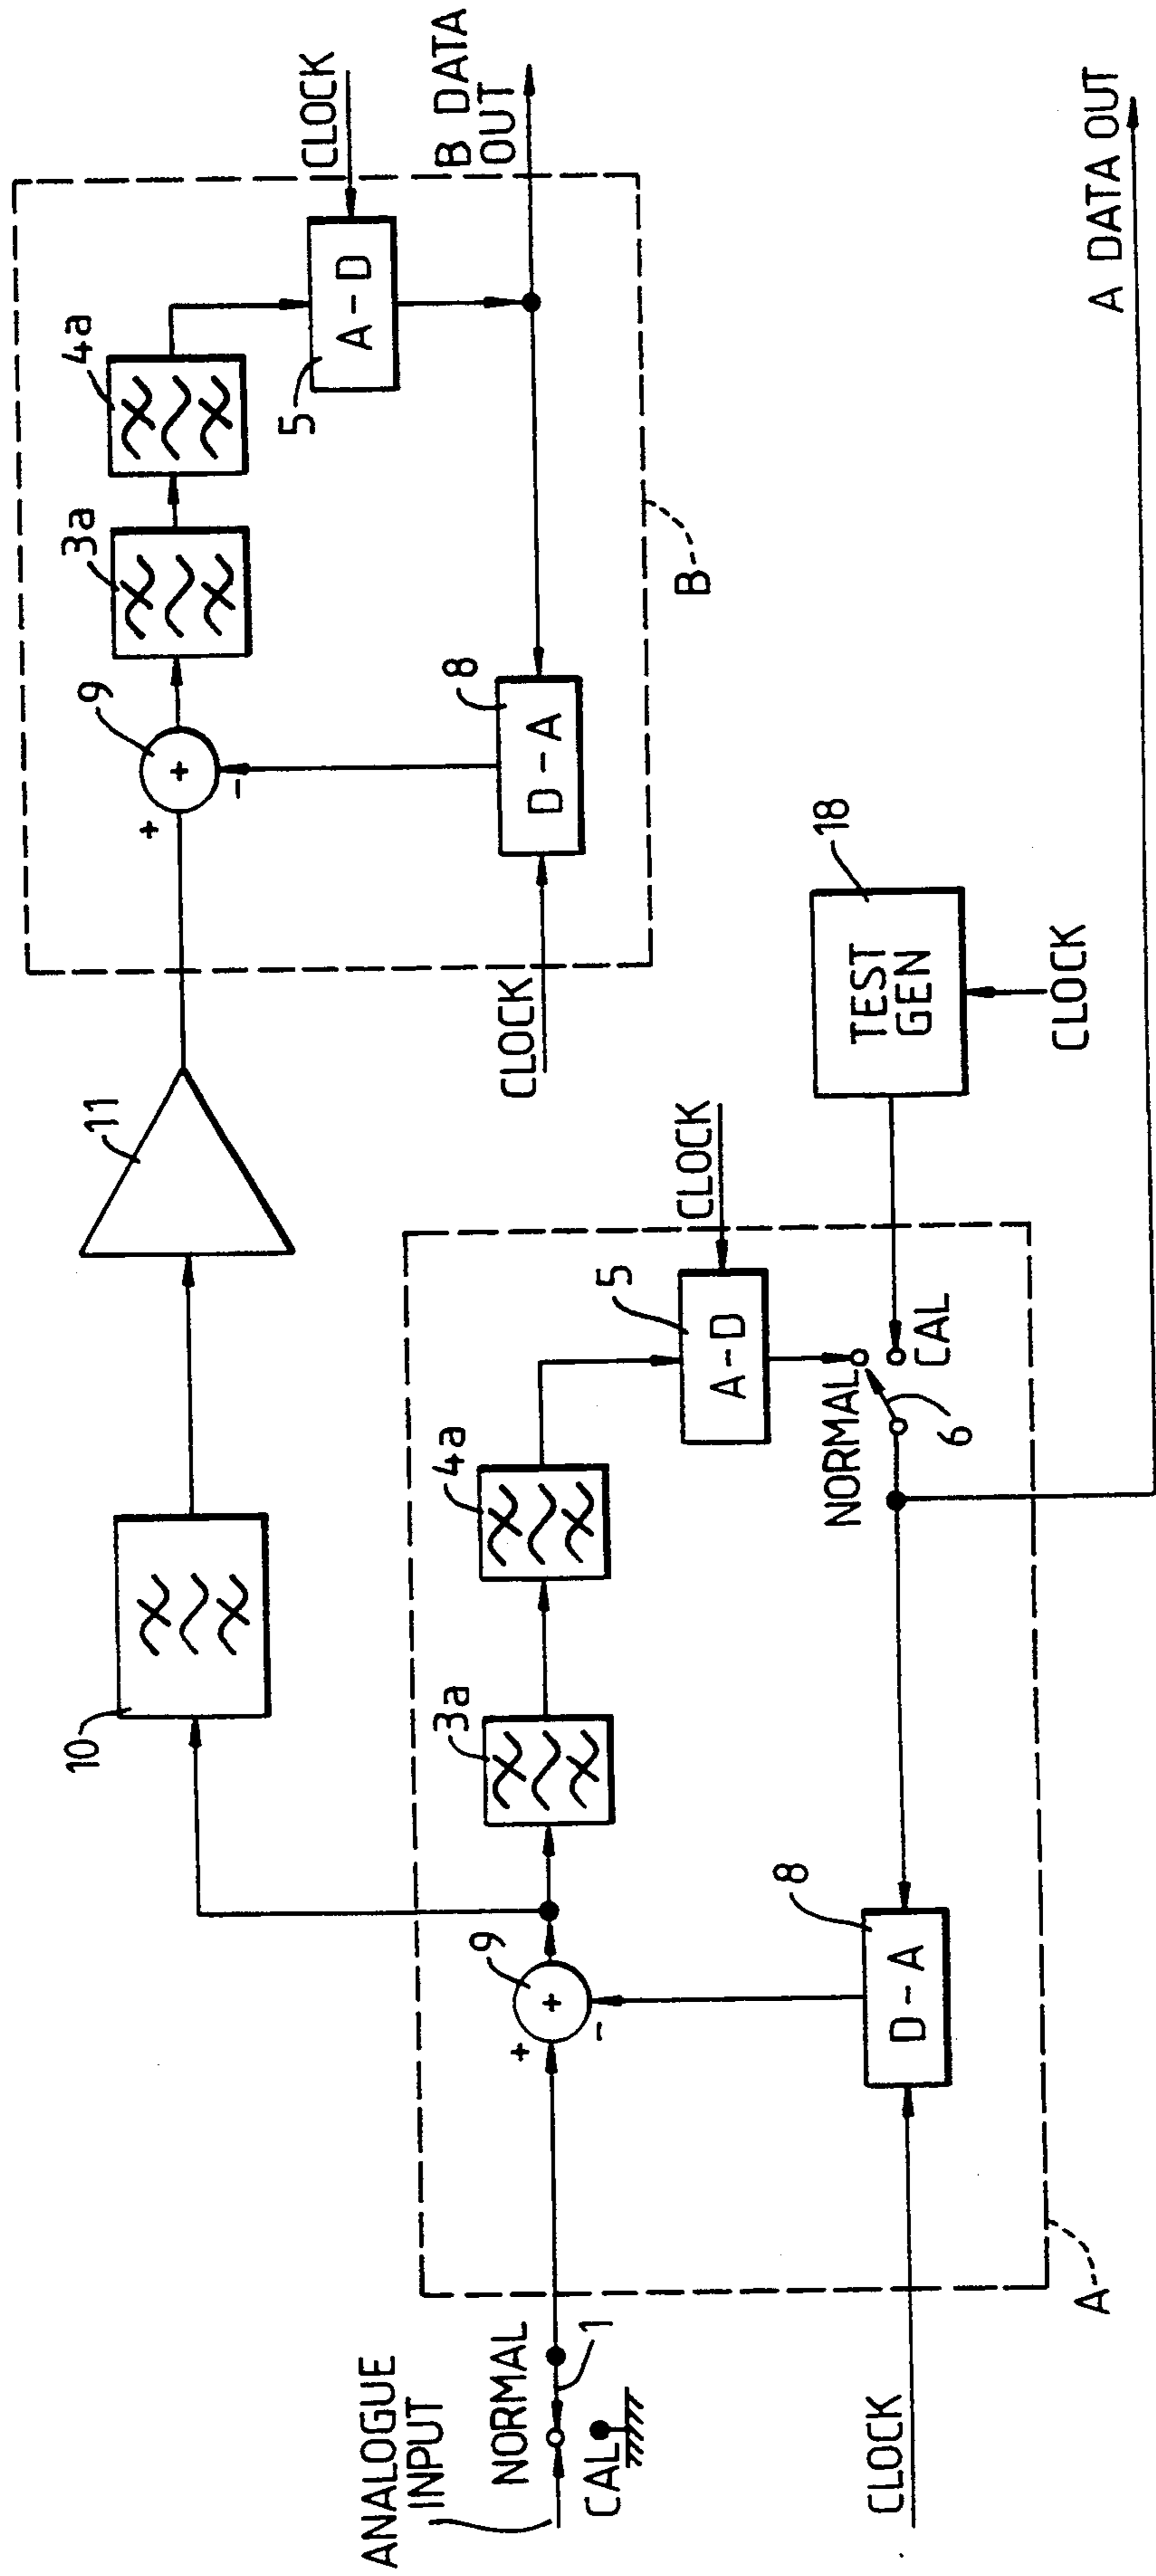 ANALOGUE
INPUT
NORMAL
1
CAL
CLOCK
A
+
9
+
-
8
D-A
10
3a
4a
5
A-D
CLOCK
NORMAL
6
CAL
TEST
GEN
18
CLOCK
A DATA OUT
11
CLOCK
B
+
9
+
-
8
D-A
3a
4a
5
A-D
CLOCK
B DATA
OUT